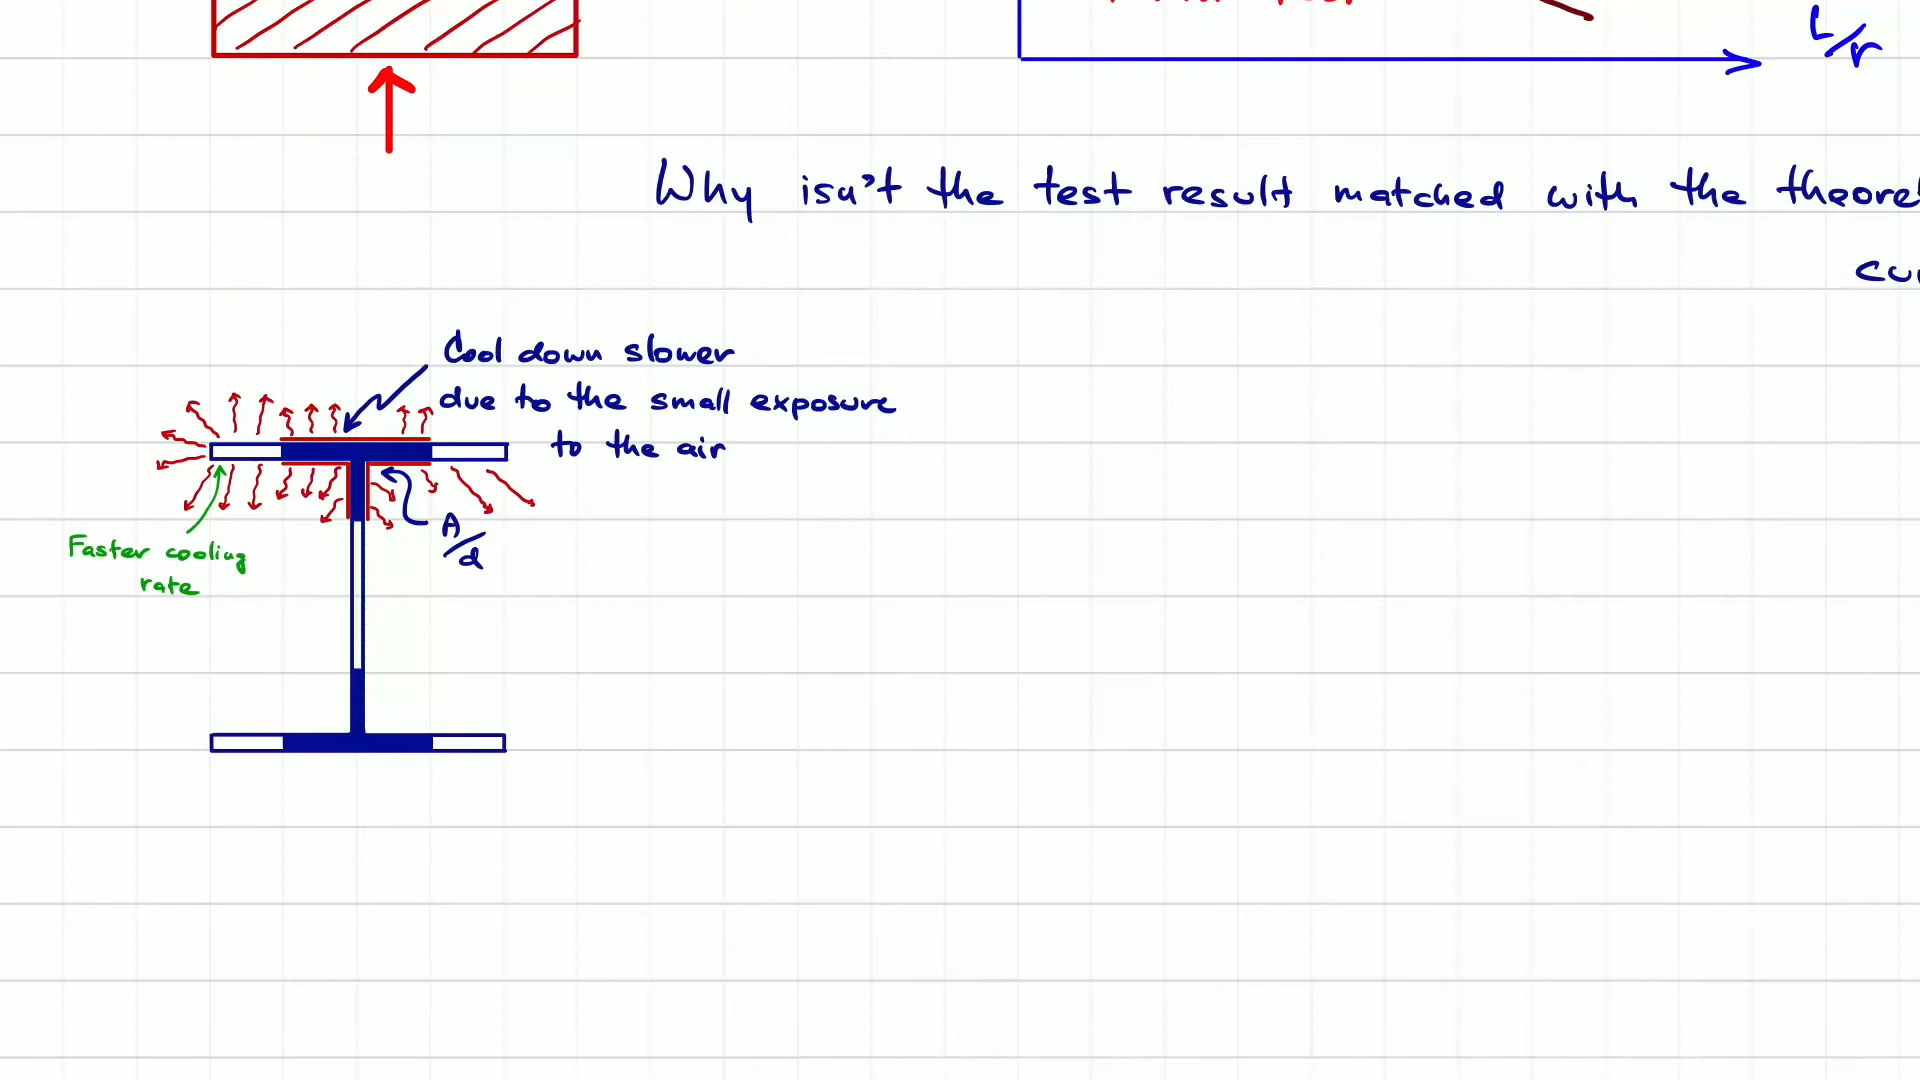 L/r
Why isn't the test result matched with the
Cool down slower
due to the small exposure
to the air
A/d
Faster cooling
rate